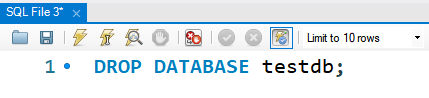 SQL File 3*
Limit to 10 rows
1 DROP DATABASE testdb;